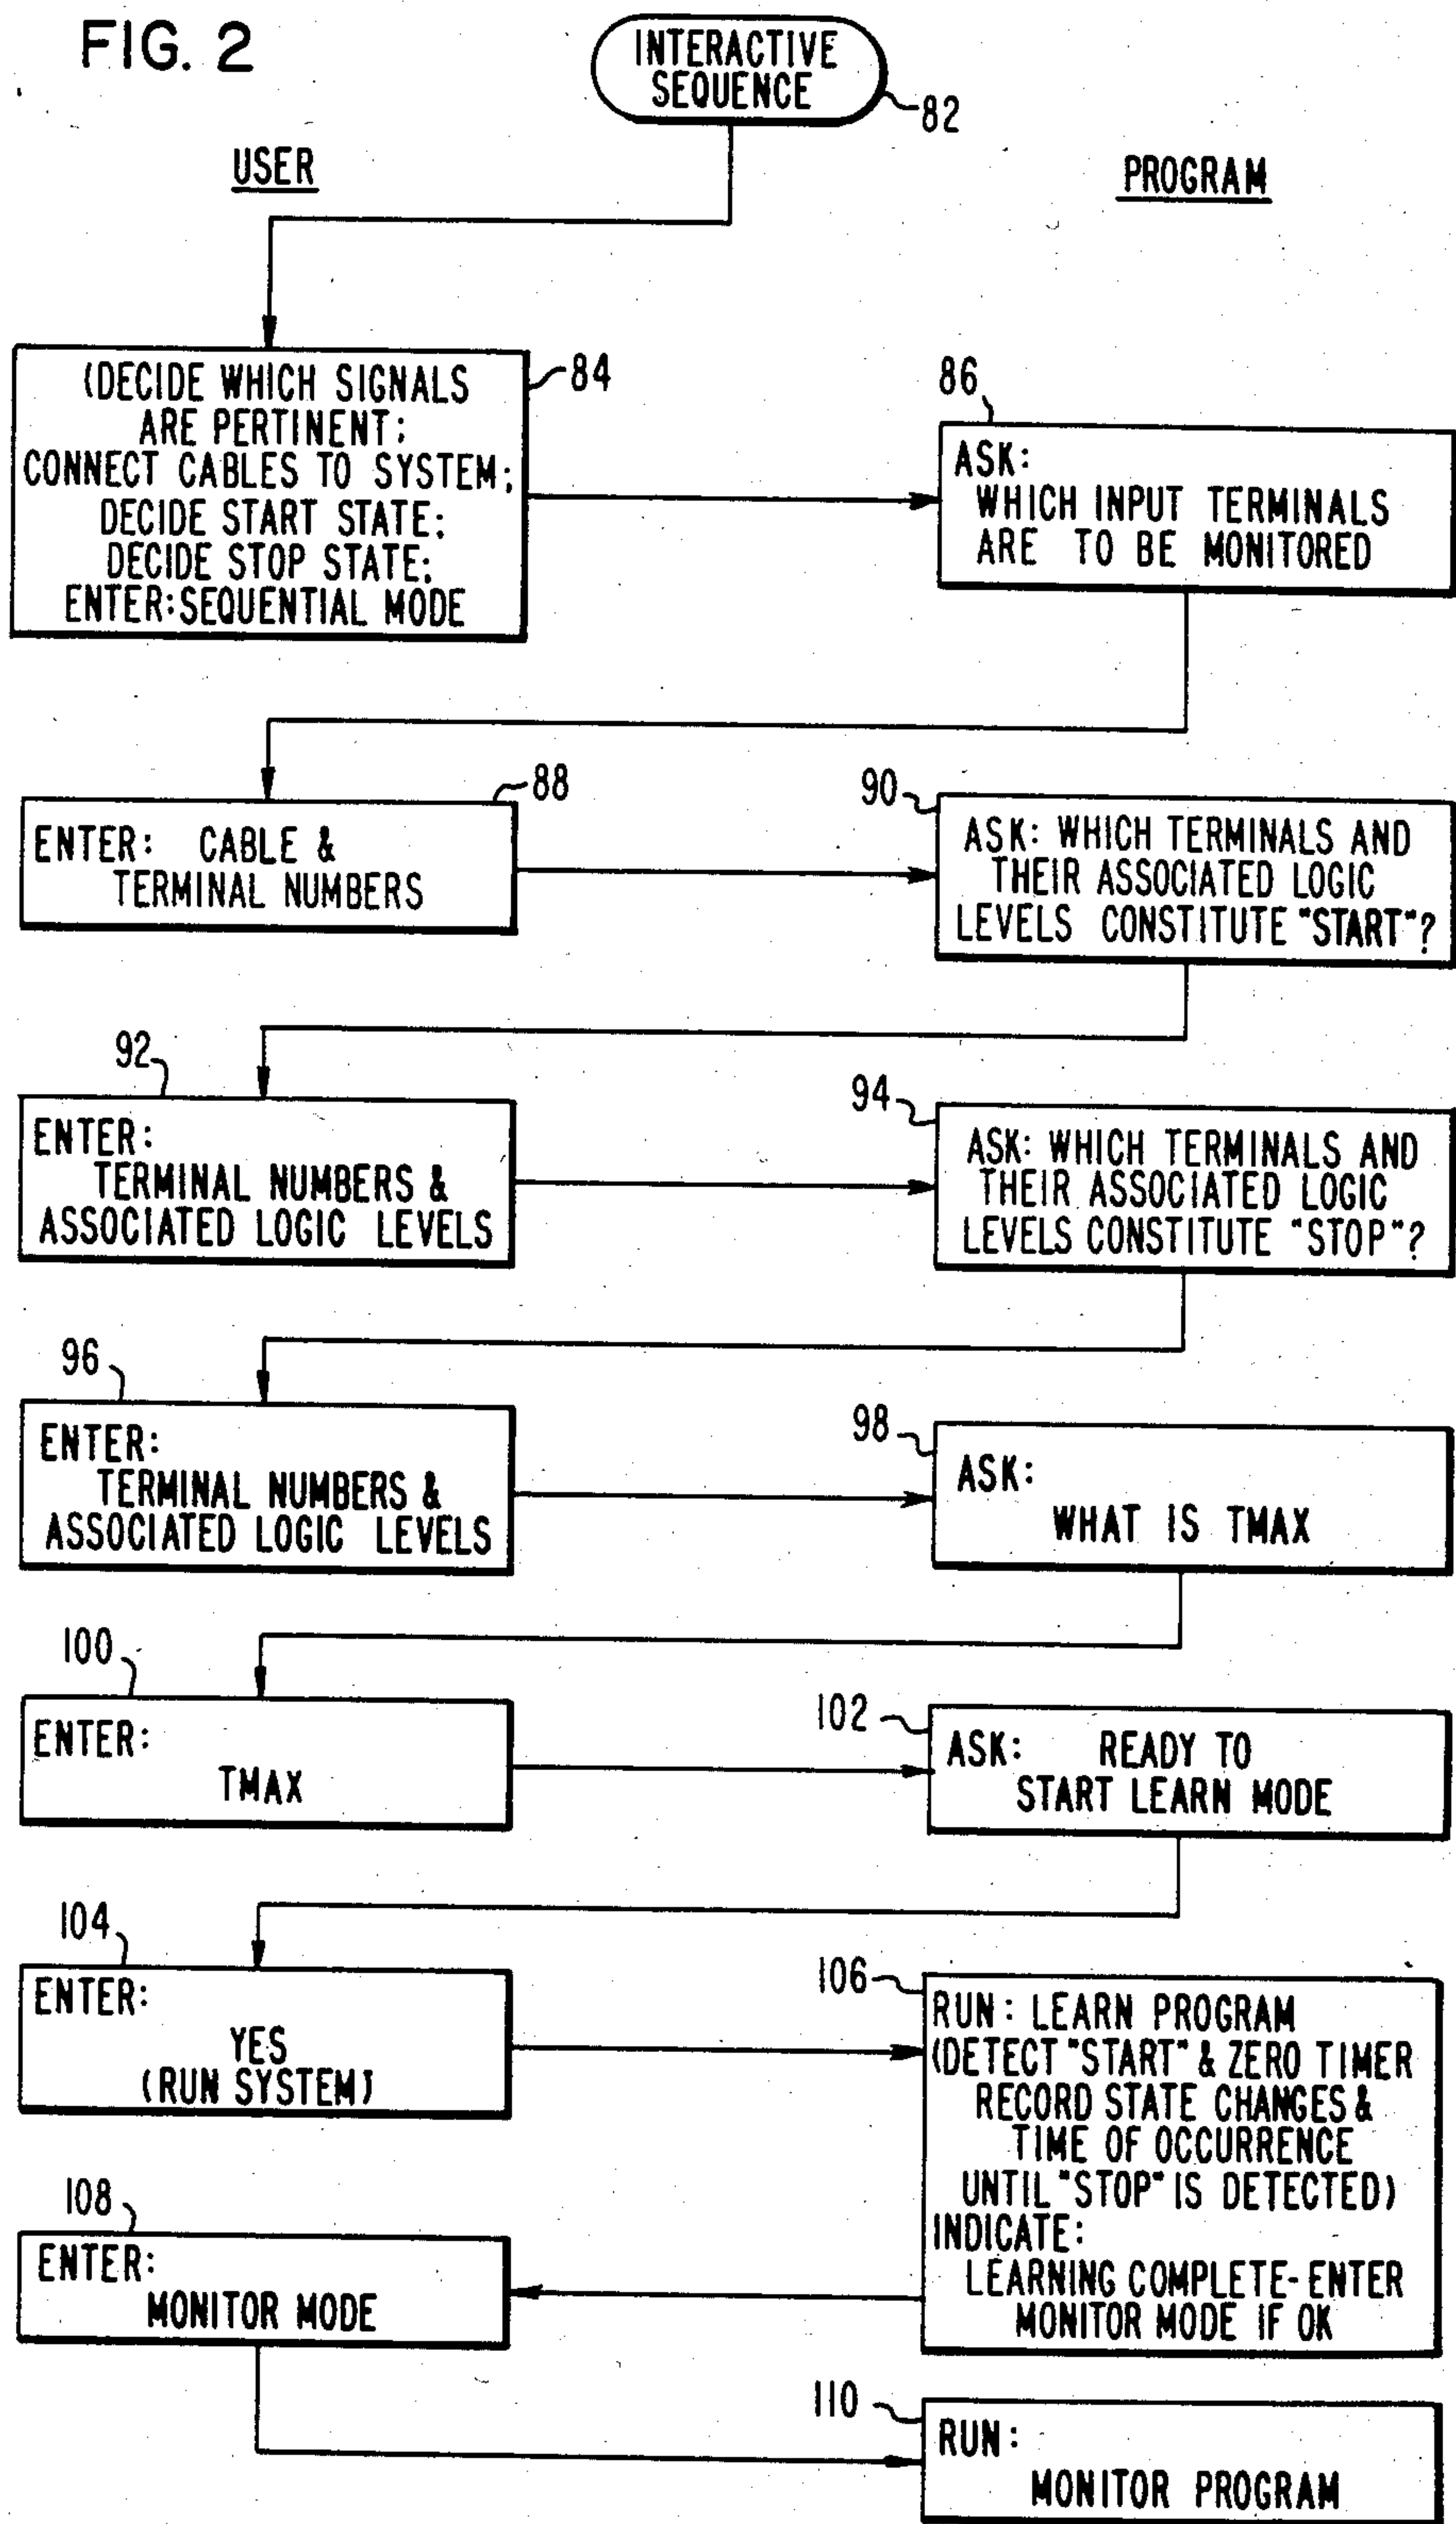 FIG. 2
INTERACTIVE
SEQUENCE
82
USER
PROGRAM
(DECIDE WHICH SIGNALS
ARE PERTINENT;
CONNECT CABLES TO SYSTEM;
DECIDE START STATE;
DECIDE STOP STATE;
ENTER:SEQUENTIAL MODE
84
86
ASK:
WHICH INPUT TERMINALS
ARE TO BE MONITORED
88
ENTER: CABLE &
TERMINAL NUMBERS
90
ASK: WHICH TERMINALS AND
THEIR ASSOCIATED LOGIC
LEVELS CONSTITUTE "START"?
92
ENTER:
TERMINAL NUMBERS &
ASSOCIATED LOGIC LEVELS
94
ASK: WHICH TERMINALS AND
THEIR ASSOCIATED LOGIC
LEVELS CONSTITUTE "STOP"?
96
ENTER:
TERMINAL NUMBERS &
ASSOCIATED LOGIC LEVELS
98
ASK:
WHAT IS TMAX
100
ENTER:
TMAX
102
ASK: READY TO
START LEARN MODE
104
ENTER:
YES
(RUN SYSTEM)
106
RUN: LEARN PROGRAM
(DETECT "START" & ZERO TIMER
RECORD STATE CHANGES &
TIME OF OCCURRENCE
UNTIL "STOP" IS DETECTED)
INDICATE:
LEARNING COMPLETE-ENTER
MONITOR MODE IF OK
108
ENTER:
MONITOR MODE
110
RUN:
MONITOR PROGRAM